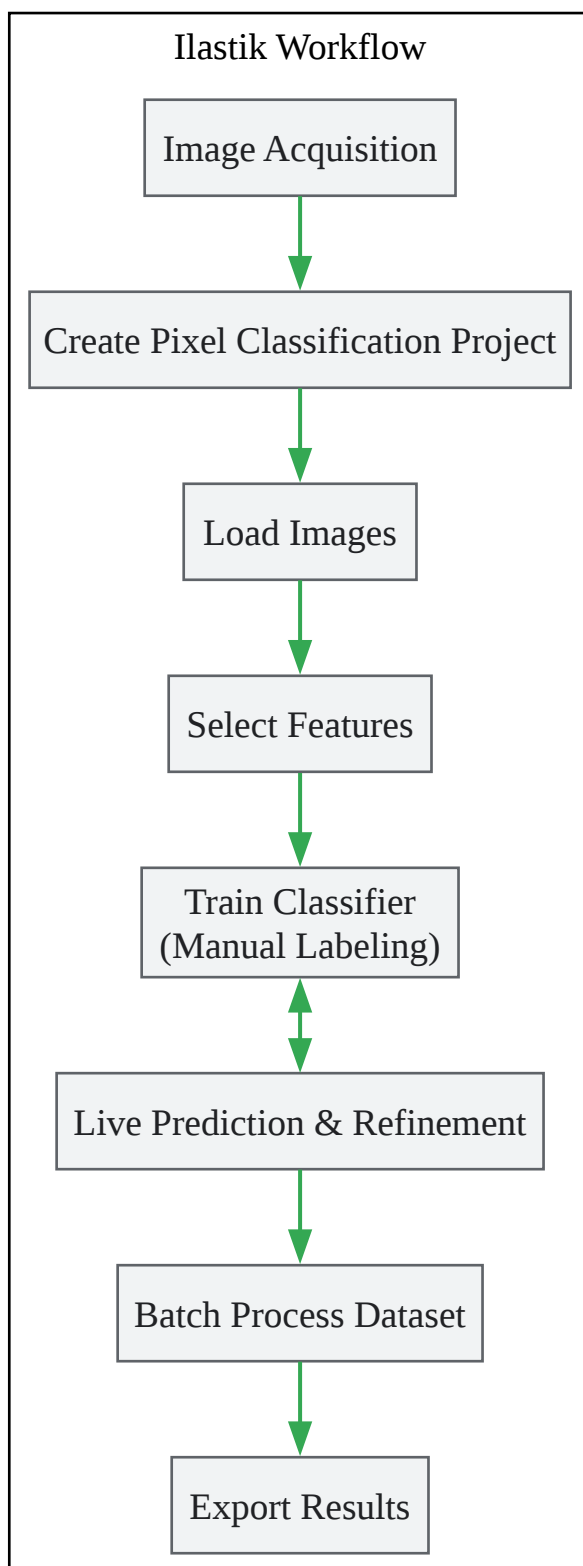 Ilastik Workflow
Image Acquisition
Create Pixel Classification Project
Load Images
Select Features
Train Classifier
(Manual Labeling)
Live Prediction & Refinement
Batch Process Dataset
Export Results